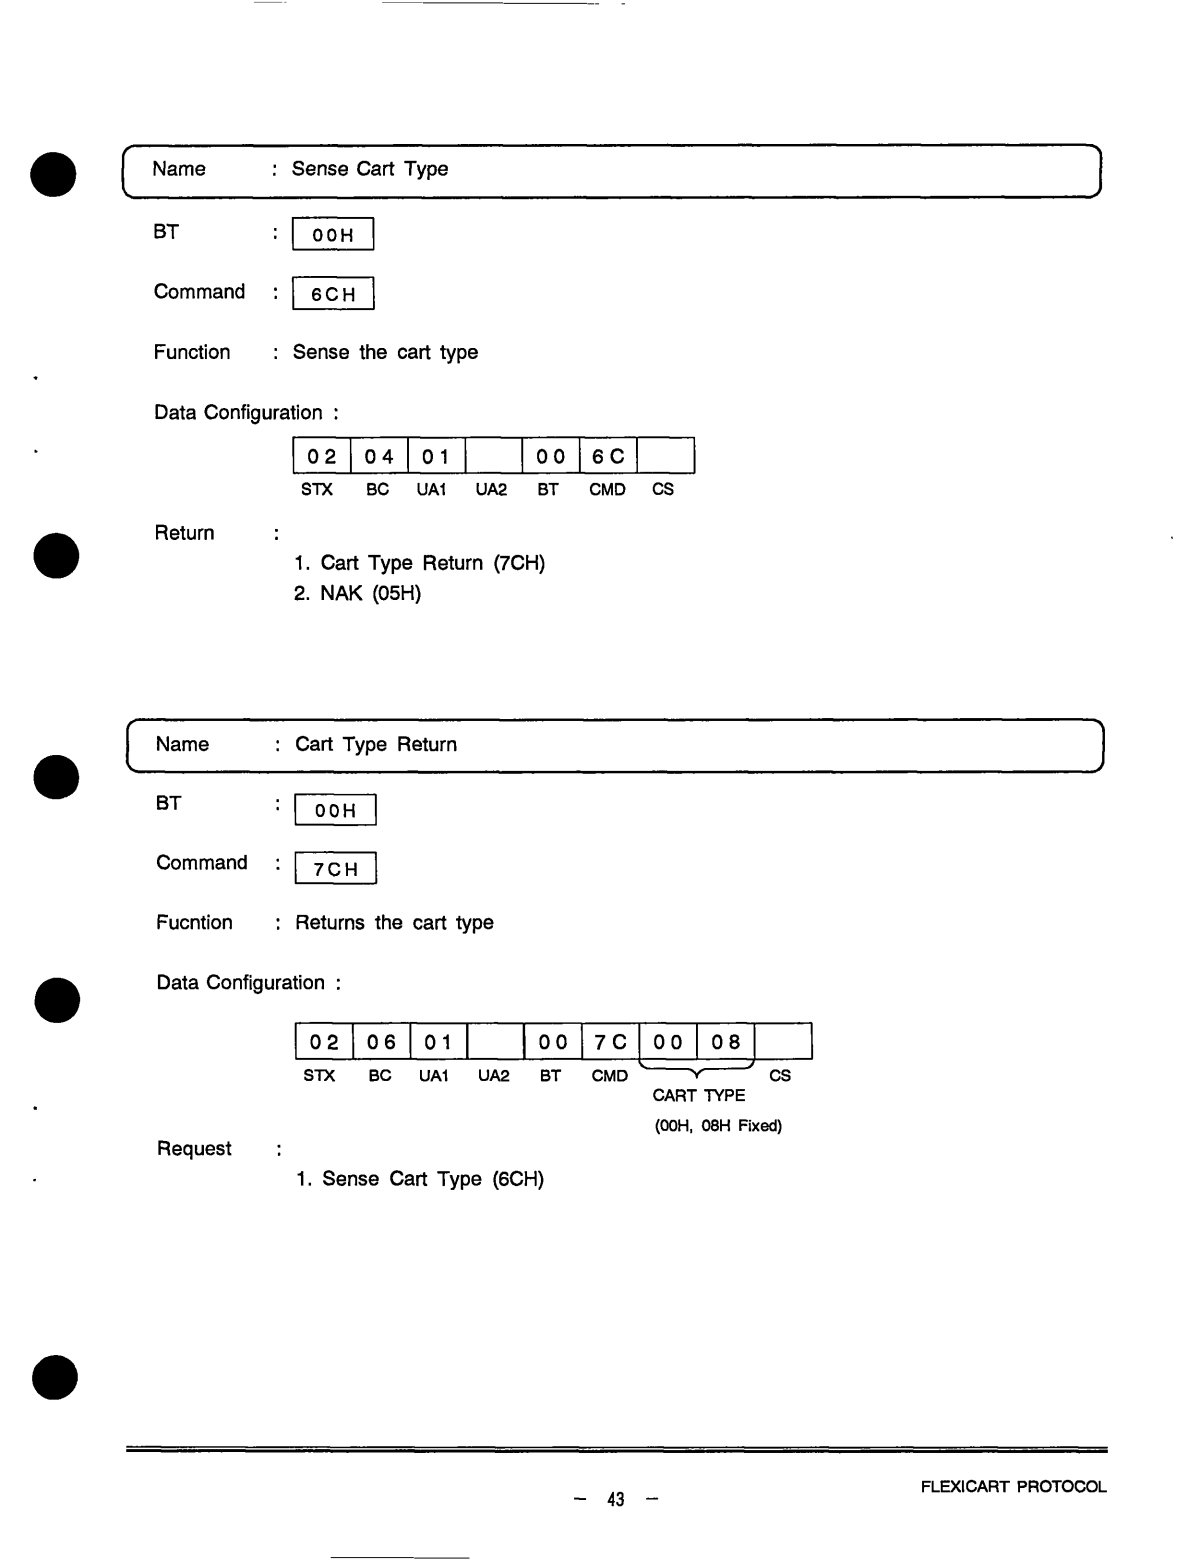 Name : Sense Cart Type
BT : 00H
Command : 6CH
Function : Sense the cart type
Data Configuration :
02 04 01 00 6C
STX BC UA1 UA2 BT CMD CS
Return :
1. Cart Type Return (7CH)
2. NAK (05H)
Name : Cart Type Return
BT : 00H
Command : 7CH
Fucntion : Returns the cart type
Data Configuration :
02 06 01 00 7C 00 08
STX BC UA1 UA2 BT CMD CS
CART TYPE
(00H, 08H Fixed)
Request :
1. Sense Cart Type (6CH)
FLEXICART PROTOCOL
– 43 –